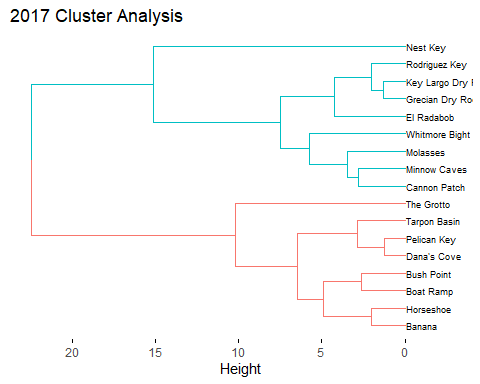 2017 Cluster Analysis
Nest Key
Rodriguez Key
Key Largo Dry
Grecian Dry
El Radabob
Whitmore Bight
Molasses
Minnow Caves
Cannon Patch
The Grotto
Tarpon Basin
Pelican Key
Dana's Cove
Bush Point
Boat Ramp
Horseshoe
Banana
20 15 10 5 0
Height